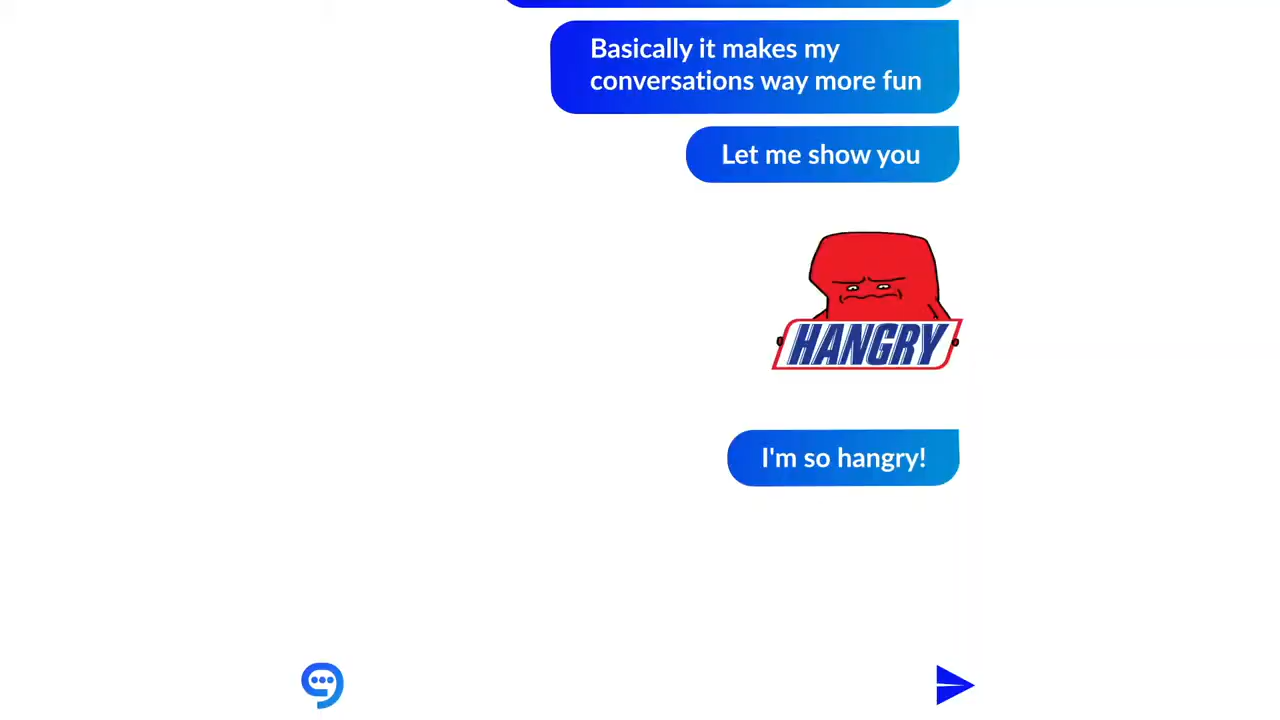 Basically it makes my
conversations way more fun
Let me show you
HANGRY
I'm so hangry!